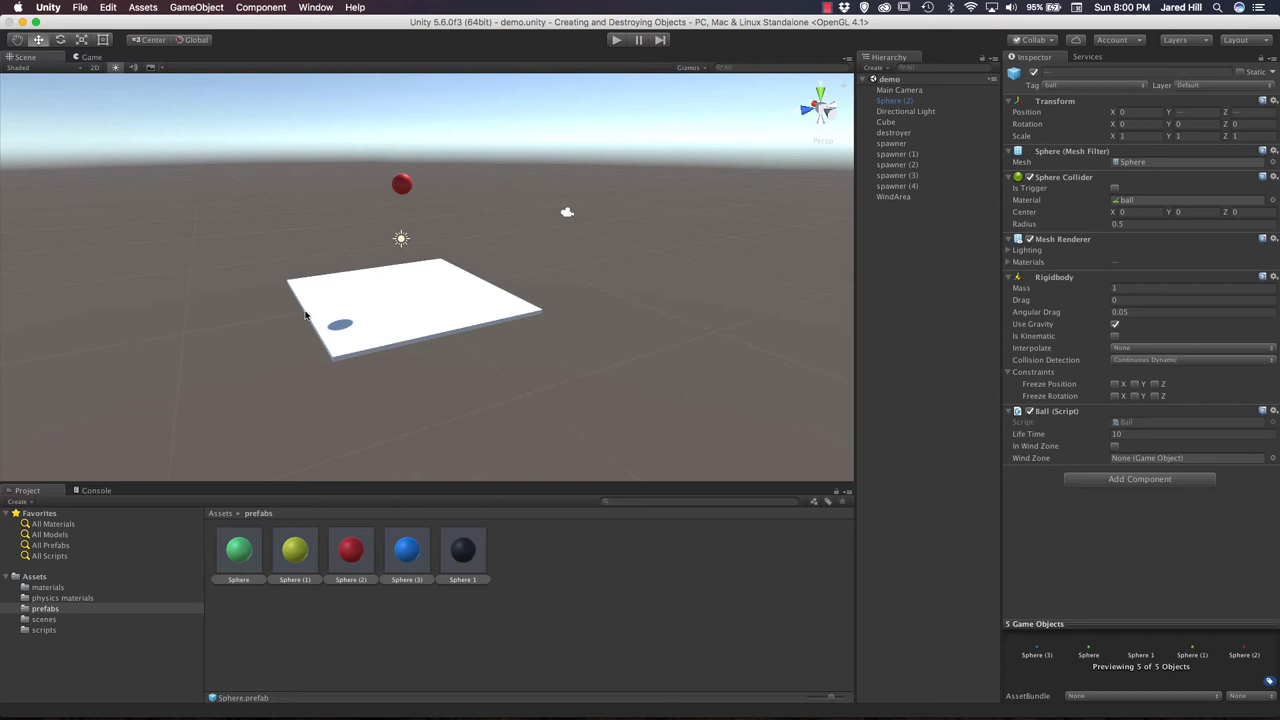 Unity File Edit Assets GameObject Component Window Help 95% Sun 8:00 PM Jared Hill
Unity 5.6.0f3 (64bit) - demo.unity - Creating and Destroying Objects - PC, Mac & Linux Standalone <OpenGL 4.1>
Center Global Collab Account Layers Layout
Scene Game
Shaded 2D Gizmos All
Persp
Hierarchy
Create All
demo
Main Camera
Sphere (2)
Directional Light
Cube
destroyer
spawner
spawner (1)
spawner (2)
spawner (3)
spawner (4)
WindArea
Inspector Services
Static
Tag ball Layer Default
Transform
Position X 0 Y — Z —
Rotation X 0 Y 0 Z 0
Scale X 1 Y 1 Z 1
Sphere (Mesh Filter)
Mesh Sphere
Sphere Collider
Is Trigger
Material ball
Center X 0 Y 0 Z 0
Radius 0.5
Mesh Renderer
Lighting
Materials —
Rigidbody
Mass 1
Drag 0
Angular Drag 0.05
Use Gravity
Is Kinematic
Interpolate None
Collision Detection Continuous Dynamic
Constraints
Freeze Position X Y Z
Freeze Rotation X Y Z
Ball (Script)
Script Ball
Life Time 10
In Wind Zone
Wind Zone None (Game Object)
Add Component
5 Game Objects
Sphere (3) Sphere Sphere 1 Sphere (1) Sphere (2)
Previewing 5 of 5 Objects
AssetBundle None None
Project Console
Create
Favorites
All Materials
All Models
All Prefabs
All Scripts
Assets
materials
physics materials
prefabs
scenes
scripts
Assets prefabs
Sphere Sphere (1) Sphere (2) Sphere (3) Sphere 1
Sphere.prefab